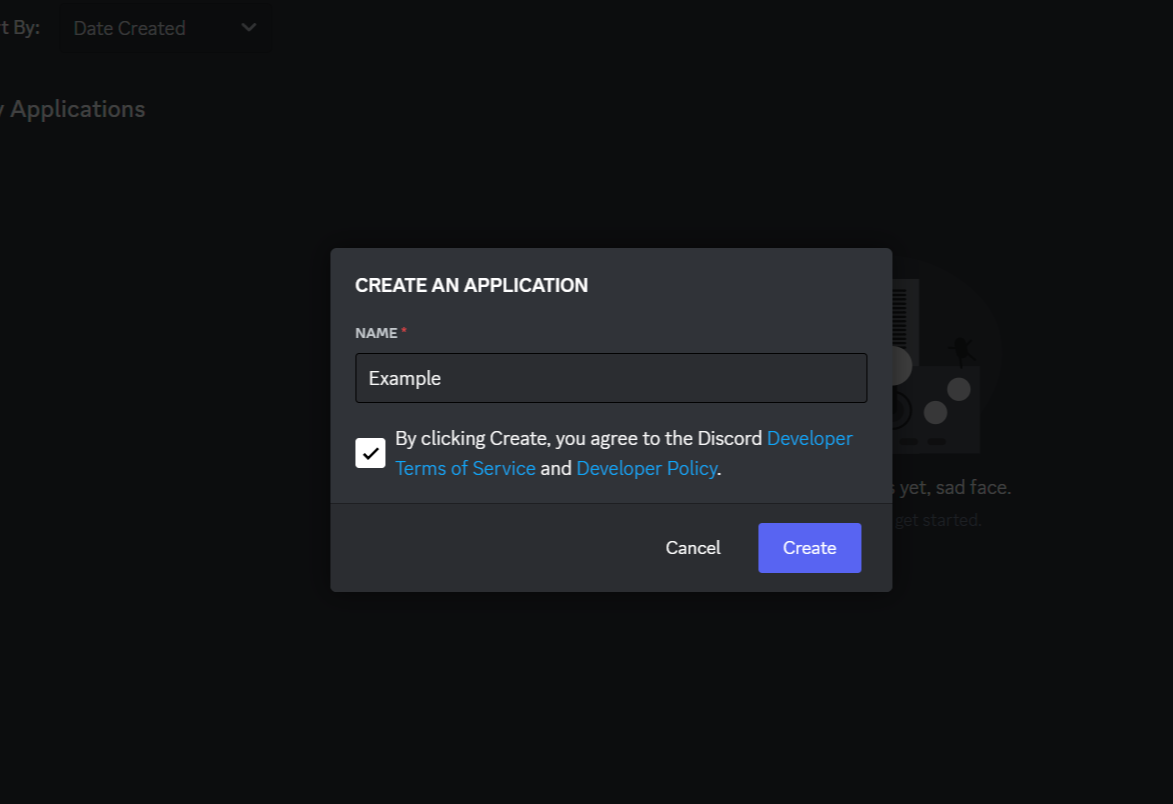 t By:
Date Created
Applications
CREATE AN APPLICATION
NAME *
Example
By clicking Create, you agree to the Discord Developer
Terms of Service and Developer Policy.
yet, sad face.
get started.
Cancel
Create